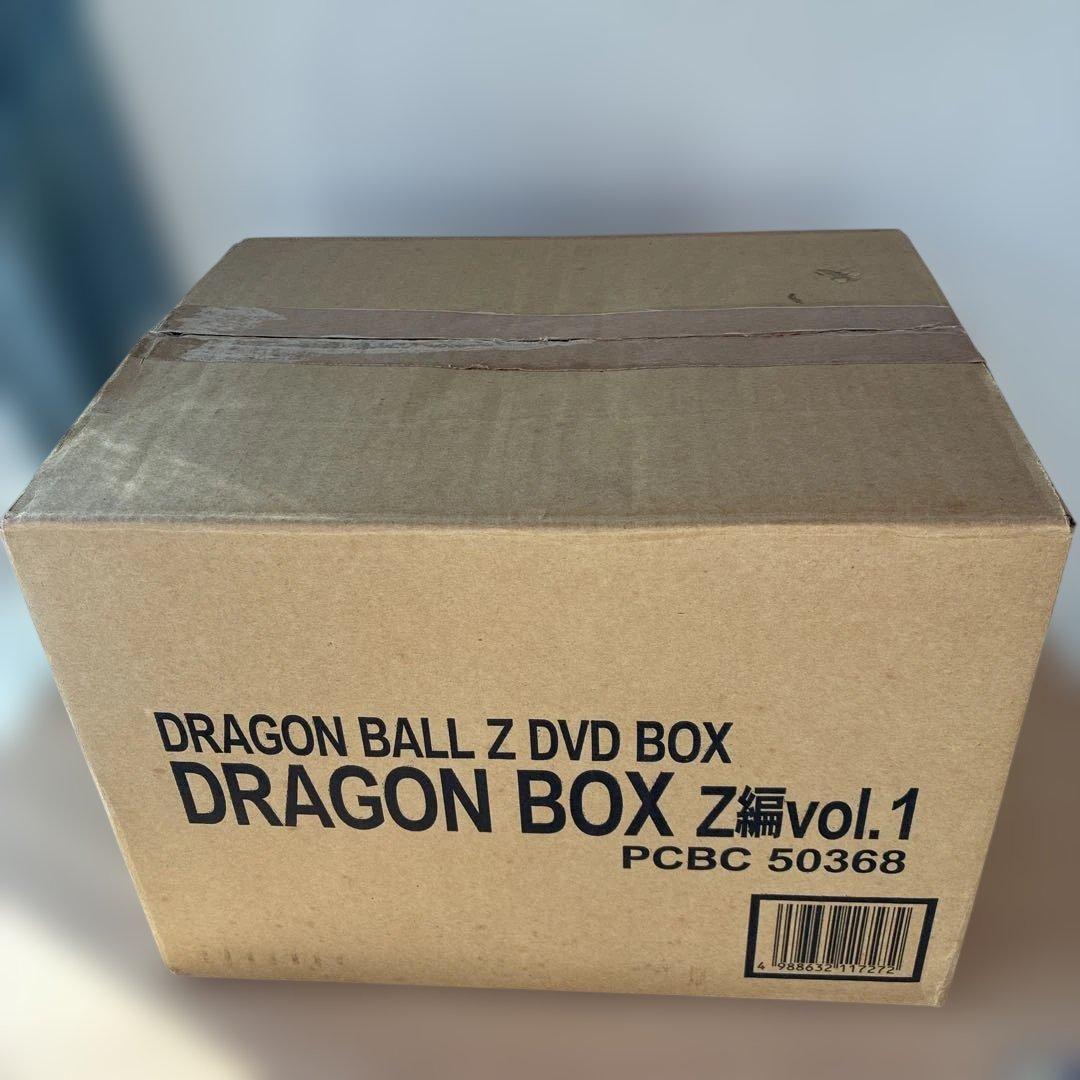 DRAGON BALL Z DVD BOX
DRAGON BOX Z編vol.1
PCBC 50368
4 988632 117272